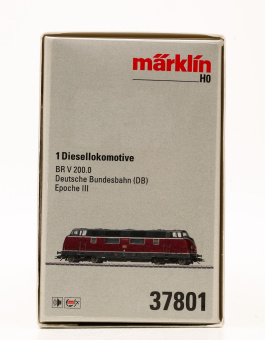 märklin
H0
1 Diesellokomotive
BR V 200.0
Deutsche Bundesbahn (DB)
Epoche III
37801